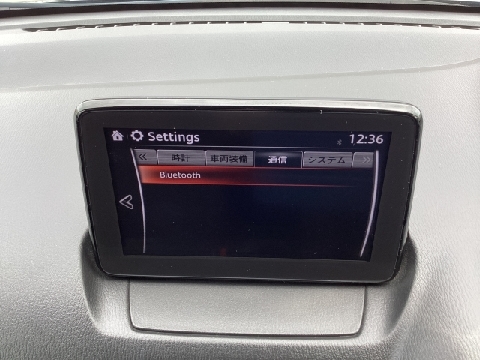 Settings 12:36
« 時計 車両装備 通信 システム »
Bluetooth